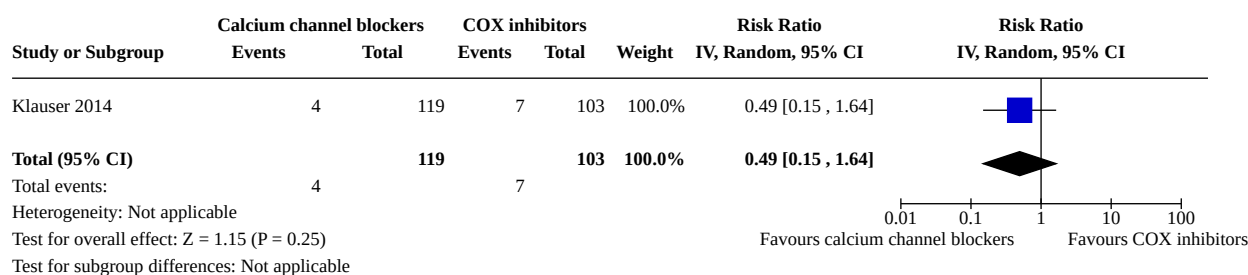 Calcium channel blockers COX inhibitors Risk Ratio Risk Ratio
Study or Subgroup Events Total Events Total Weight IV, Random, 95% CI IV, Random, 95% CI
Klauser 2014 4 119 7 103 100.0% 0.49 [0.15 , 1.64]
Total (95% CI) 119 103 100.0% 0.49 [0.15 , 1.64]
Total events: 4 7
Heterogeneity: Not applicable
0.01 0.1 1 10 100
Test for overall effect: Z = 1.15 (P = 0.25) Favours calcium channel blockers Favours COX inhibitors
Test for subgroup differences: Not applicable